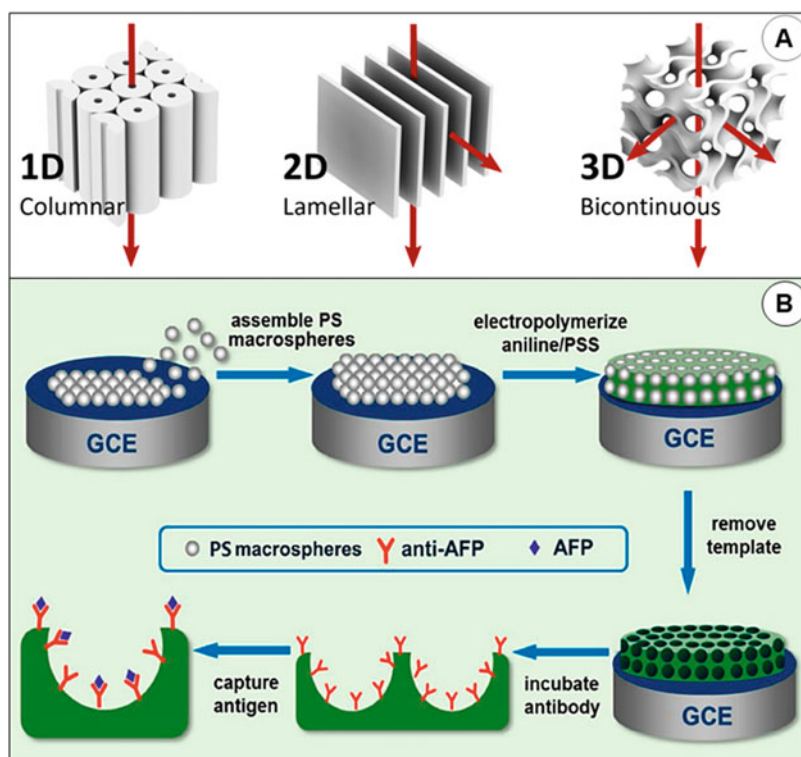 A
1D
Columnar
2D
Lamellar
3D
Bicontinuous
B
assemble PS
macrospheres
electropolymerize
aniline/PSS
GCE
GCE
GCE
remove
template
PS macrospheres
anti-AFP
AFP
capture
antigen
incubate
antibody
GCE